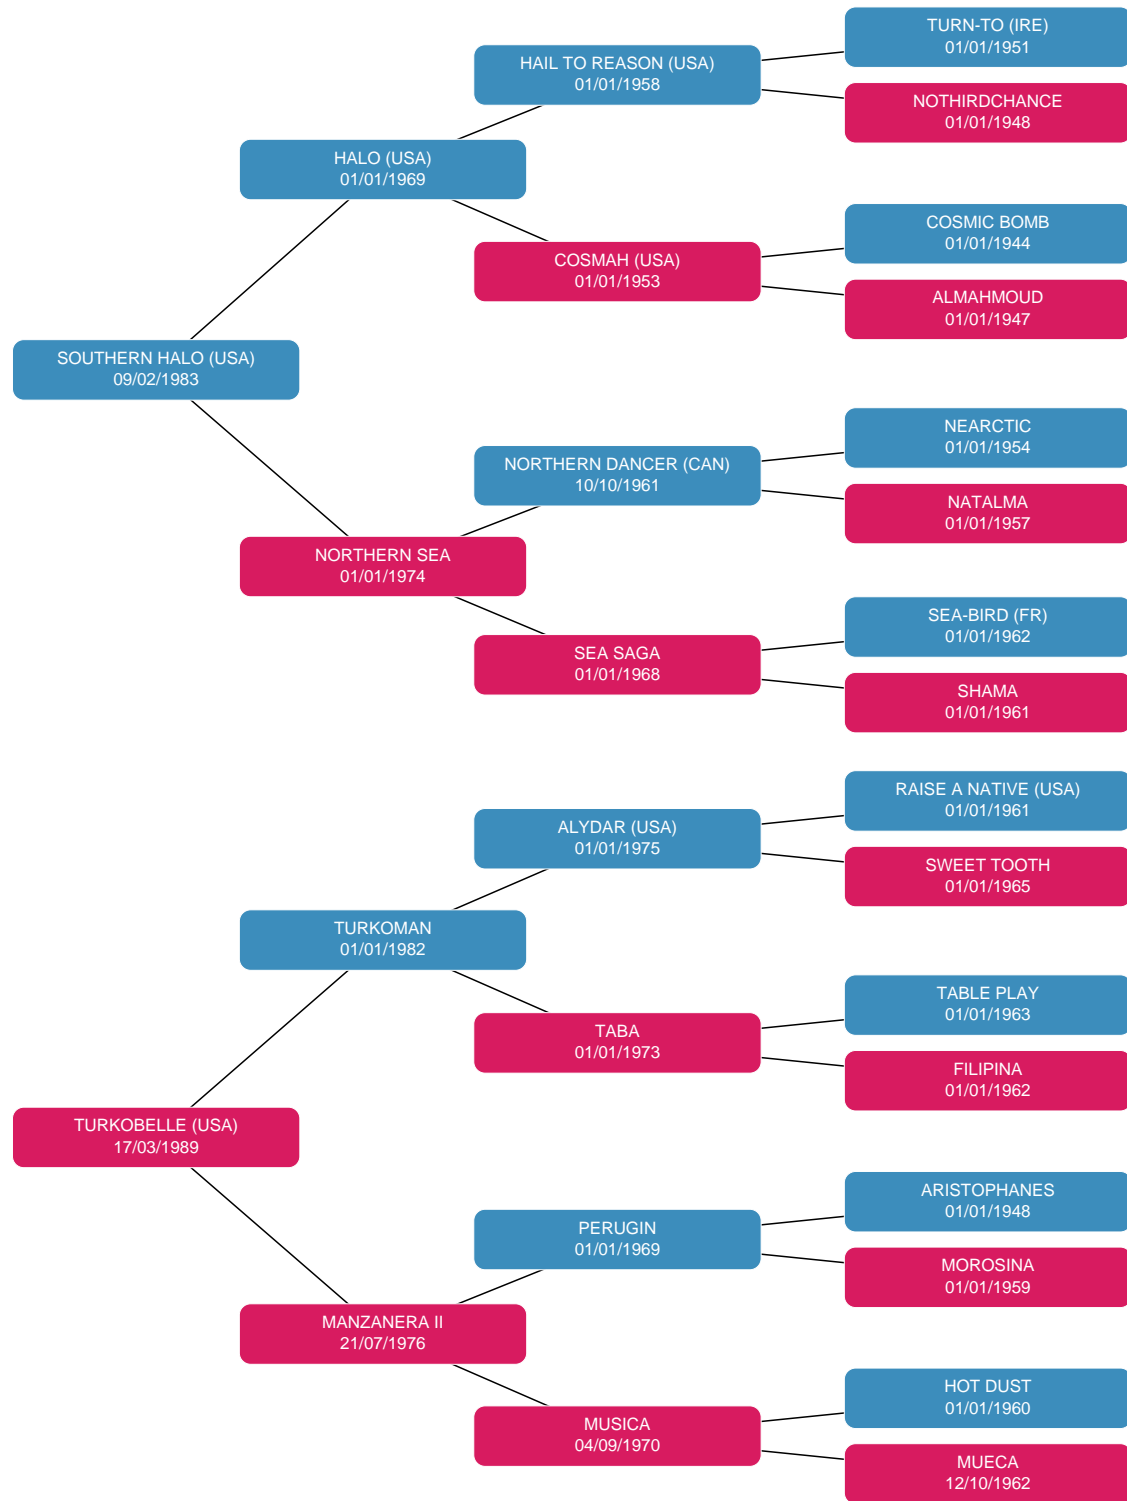 TURN-TO (IRE)
01/01/1951
HAIL TO REASON (USA)
01/01/1958
NOTHIRDCHANCE
01/01/1948
HALO (USA)
01/01/1969
COSMIC BOMB
01/01/1944
COSMAH (USA)
01/01/1953
ALMAHMOUD
01/01/1947
SOUTHERN HALO (USA)
09/02/1983
NEARCTIC
01/01/1954
NORTHERN DANCER (CAN)
10/10/1961
NATALMA
01/01/1957
NORTHERN SEA
01/01/1974
SEA-BIRD (FR)
01/01/1962
SEA SAGA
01/01/1968
SHAMA
01/01/1961
RAISE A NATIVE (USA)
01/01/1961
ALYDAR (USA)
01/01/1975
SWEET TOOTH
01/01/1965
TURKOMAN
01/01/1982
TABLE PLAY
01/01/1963
TABA
01/01/1973
FILIPINA
01/01/1962
TURKOBELLE (USA)
17/03/1989
ARISTOPHANES
01/01/1948
PERUGIN
01/01/1969
MOROSINA
01/01/1959
MANZANERA II
21/07/1976
HOT DUST
01/01/1960
MUSICA
04/09/1970
MUECA
12/10/1962